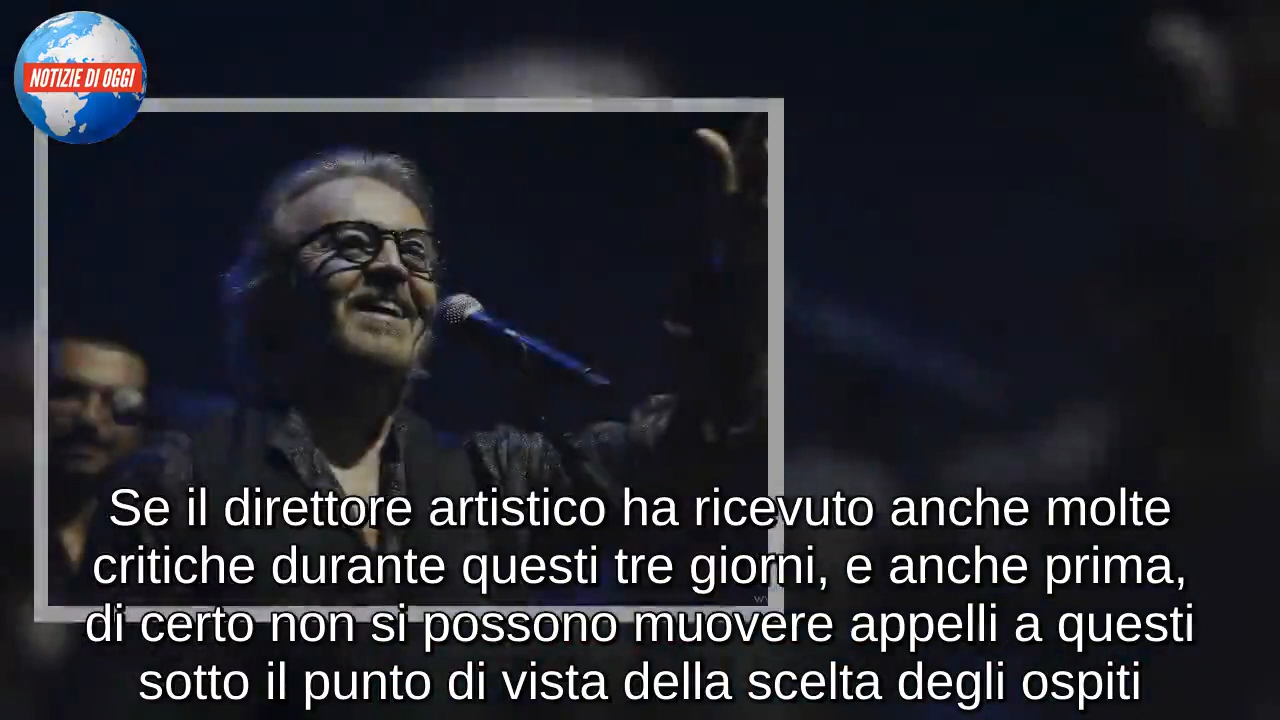 NOTIZIE DI OGGI
Se il direttore artistico ha ricevuto anche molte
critiche durante questi tre giorni, e anche prima,
di certo non si possono muovere appelli a questi
sotto il punto di vista della scelta degli ospiti